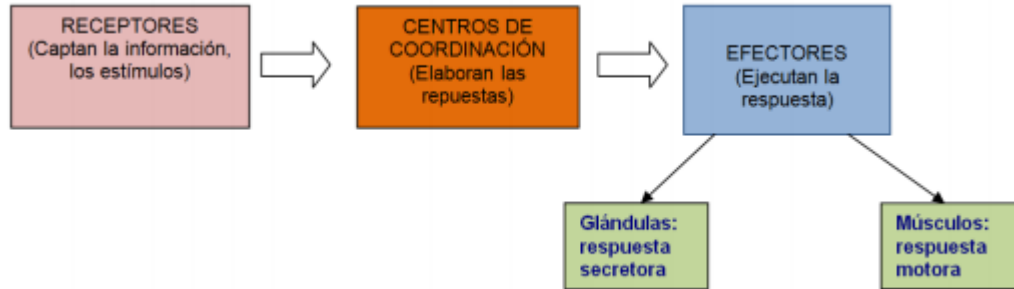 RECEPTORES
(Captan la información,
los estímulos)
CENTROS DE
COORDINACIÓN
(Elaboran las
repuestas)
EFECTORES
(Ejecutan la
respuesta)
Glándulas:
respuesta
secretora
Músculos:
respuesta
motora